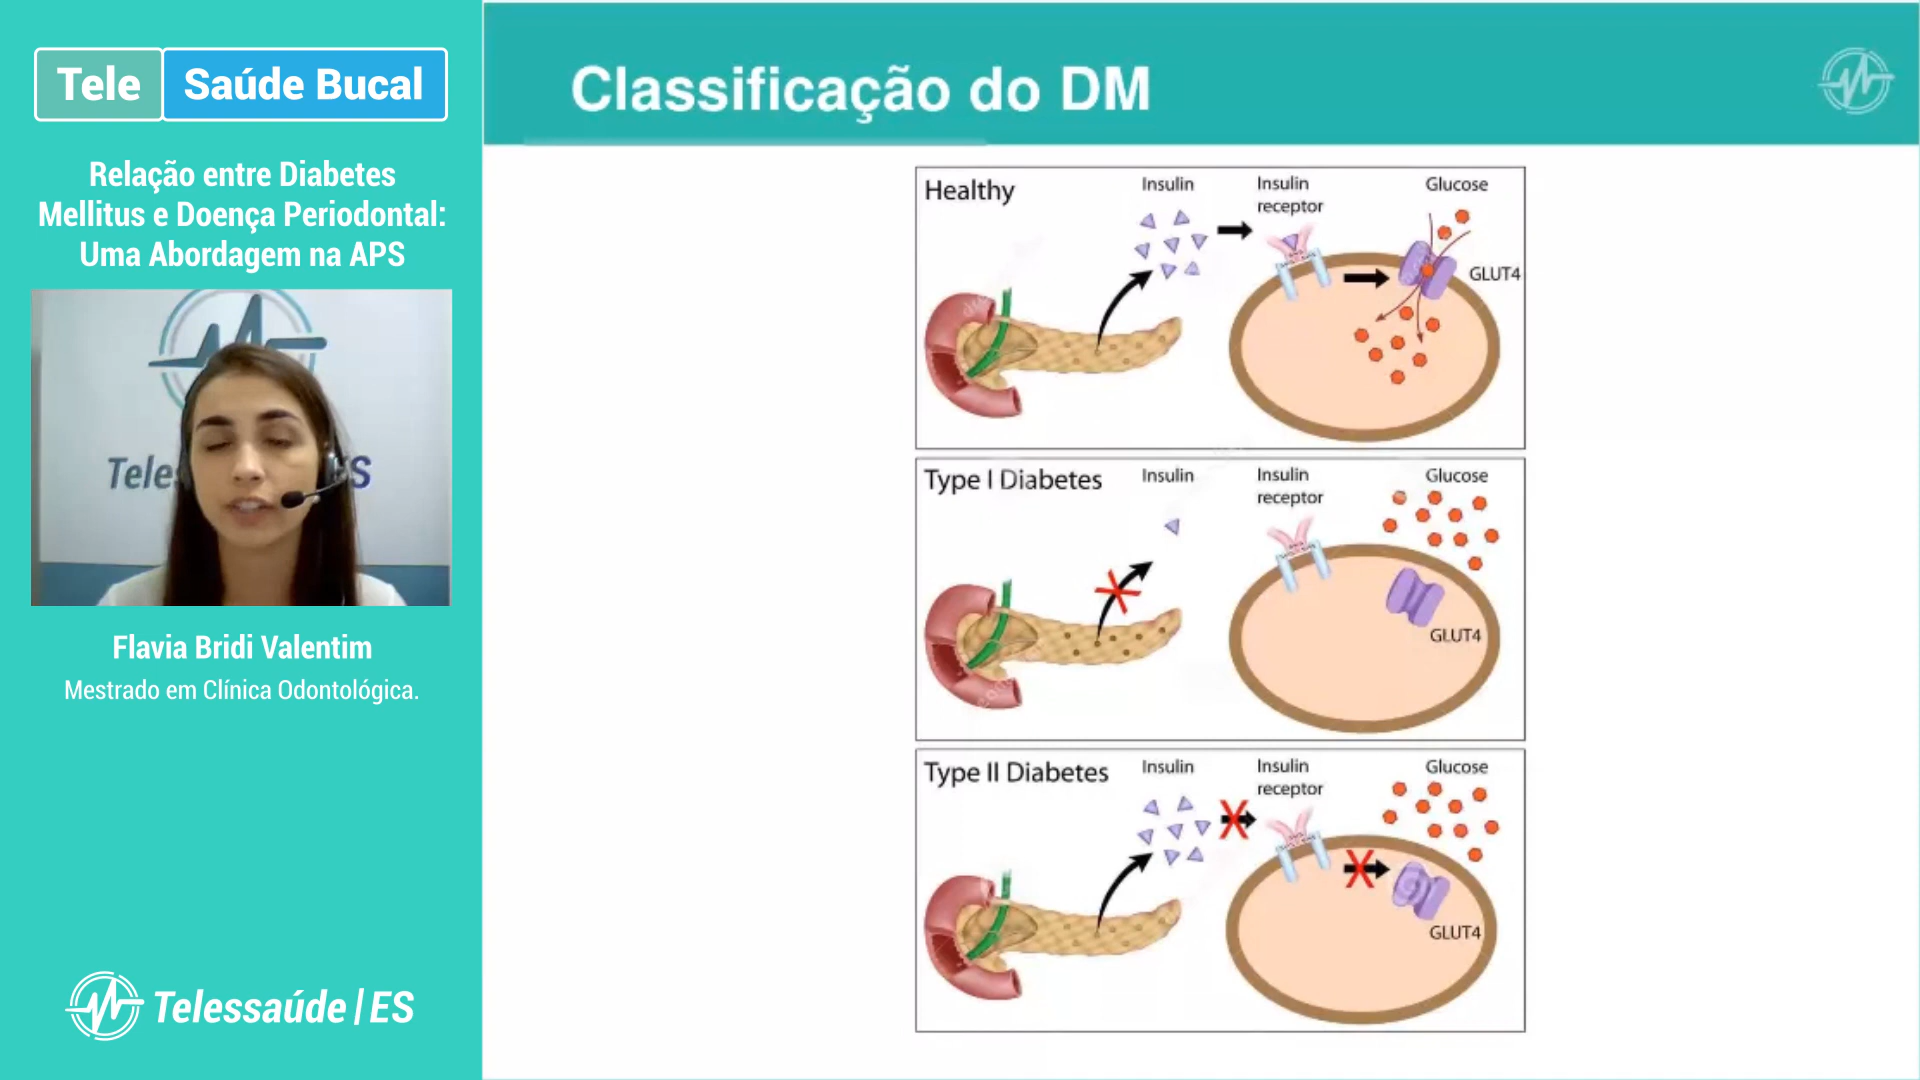 Tele Saúde Bucal
Relação entre Diabetes
Mellitus e Doença Periodontal:
Uma Abordagem na APS
Teles
ES
Flavia Bridi Valentim
Mestrado em Clínica Odontológica.
Telessaúde|ES
Classificação do DM
Healthy
Insulin
Insulin
receptor
Glucose
GLUT4
Type I Diabetes
Insulin
Insulin
receptor
Glucose
GLUT4
Type II Diabetes
Insulin
Insulin
receptor
Glucose
GLUT4